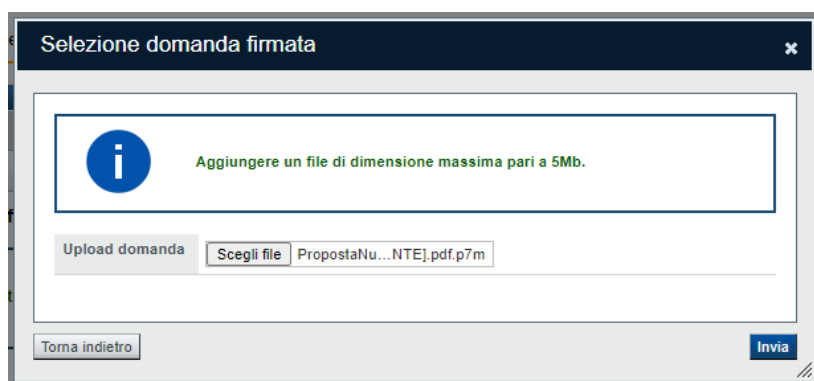 Selezione domanda firmata
Aggiungere un file di dimensione massima pari a 5Mb.
Upload domanda Scegli file PropostaNu...NTE].pdf.p7m
Torna indietro Invia